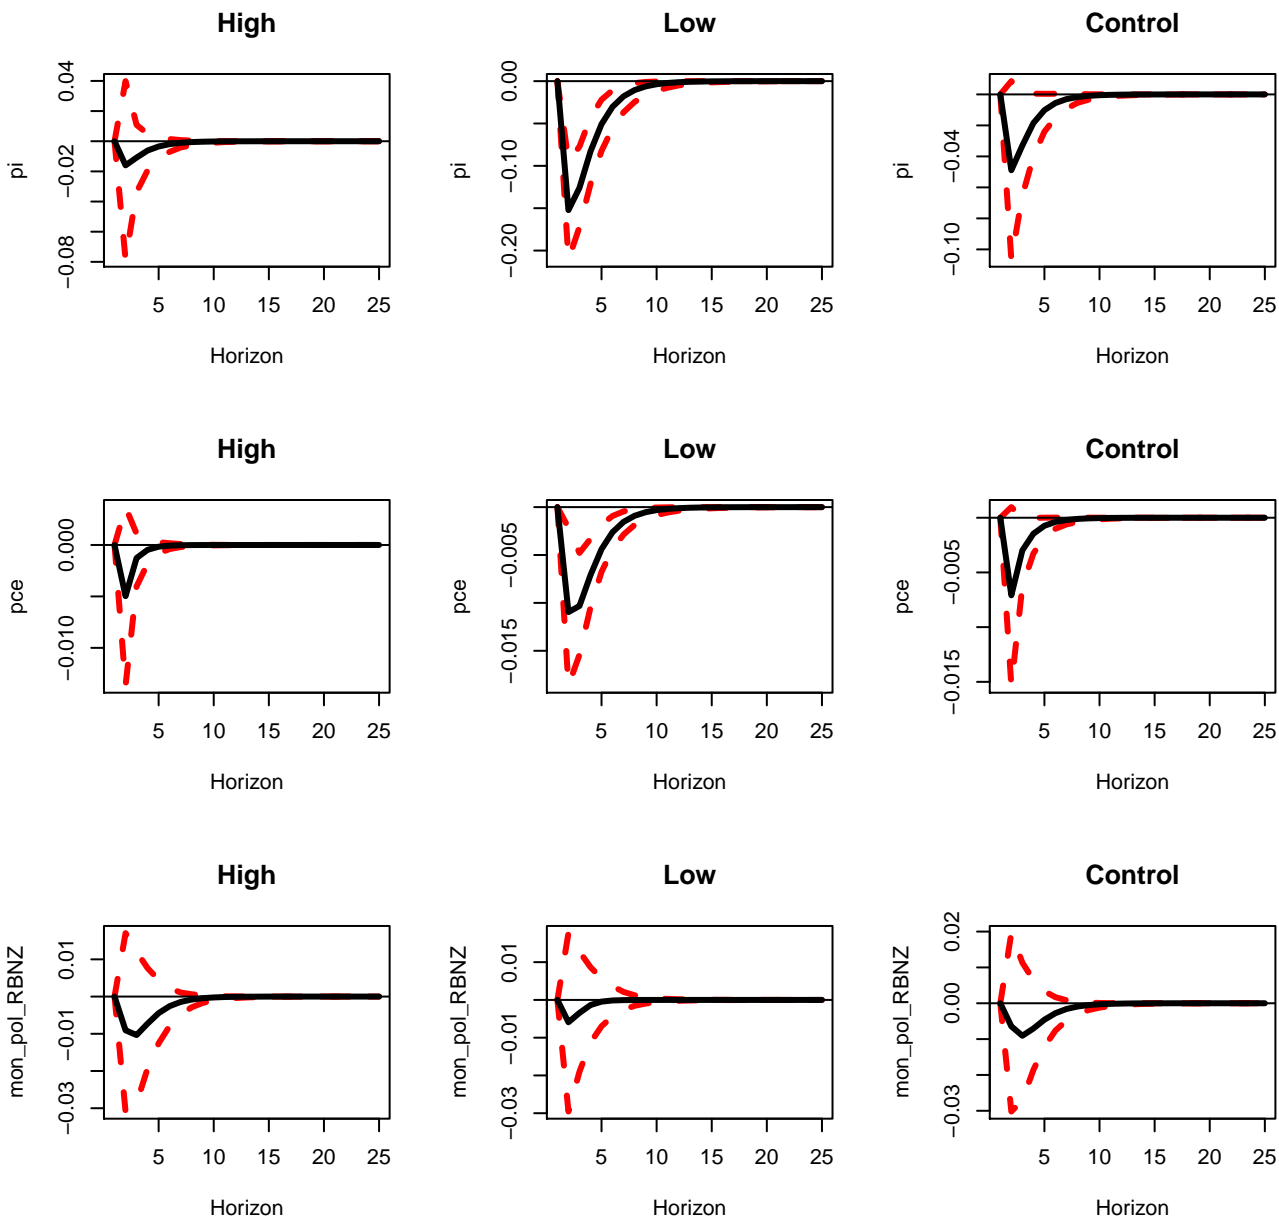 High Low Control
pi 0.04 −0.02 −0.08
pi 0.00 −0.10 −0.20
pi −0.04 −0.10
5 10 15 20 25 5 10 15 20 25 5 10 15 20 25
Horizon Horizon Horizon
High Low Control
pce 0.000 −0.010
pce −0.005 −0.015
pce −0.005 −0.015
5 10 15 20 25 5 10 15 20 25 5 10 15 20 25
Horizon Horizon Horizon
High Low Control
mon_pol_RBNZ 0.01 −0.01 −0.03
mon_pol_RBNZ 0.01 −0.01 −0.03
mon_pol_RBNZ 0.02 0.00 −0.03
5 10 15 20 25 5 10 15 20 25 5 10 15 20 25
Horizon Horizon Horizon